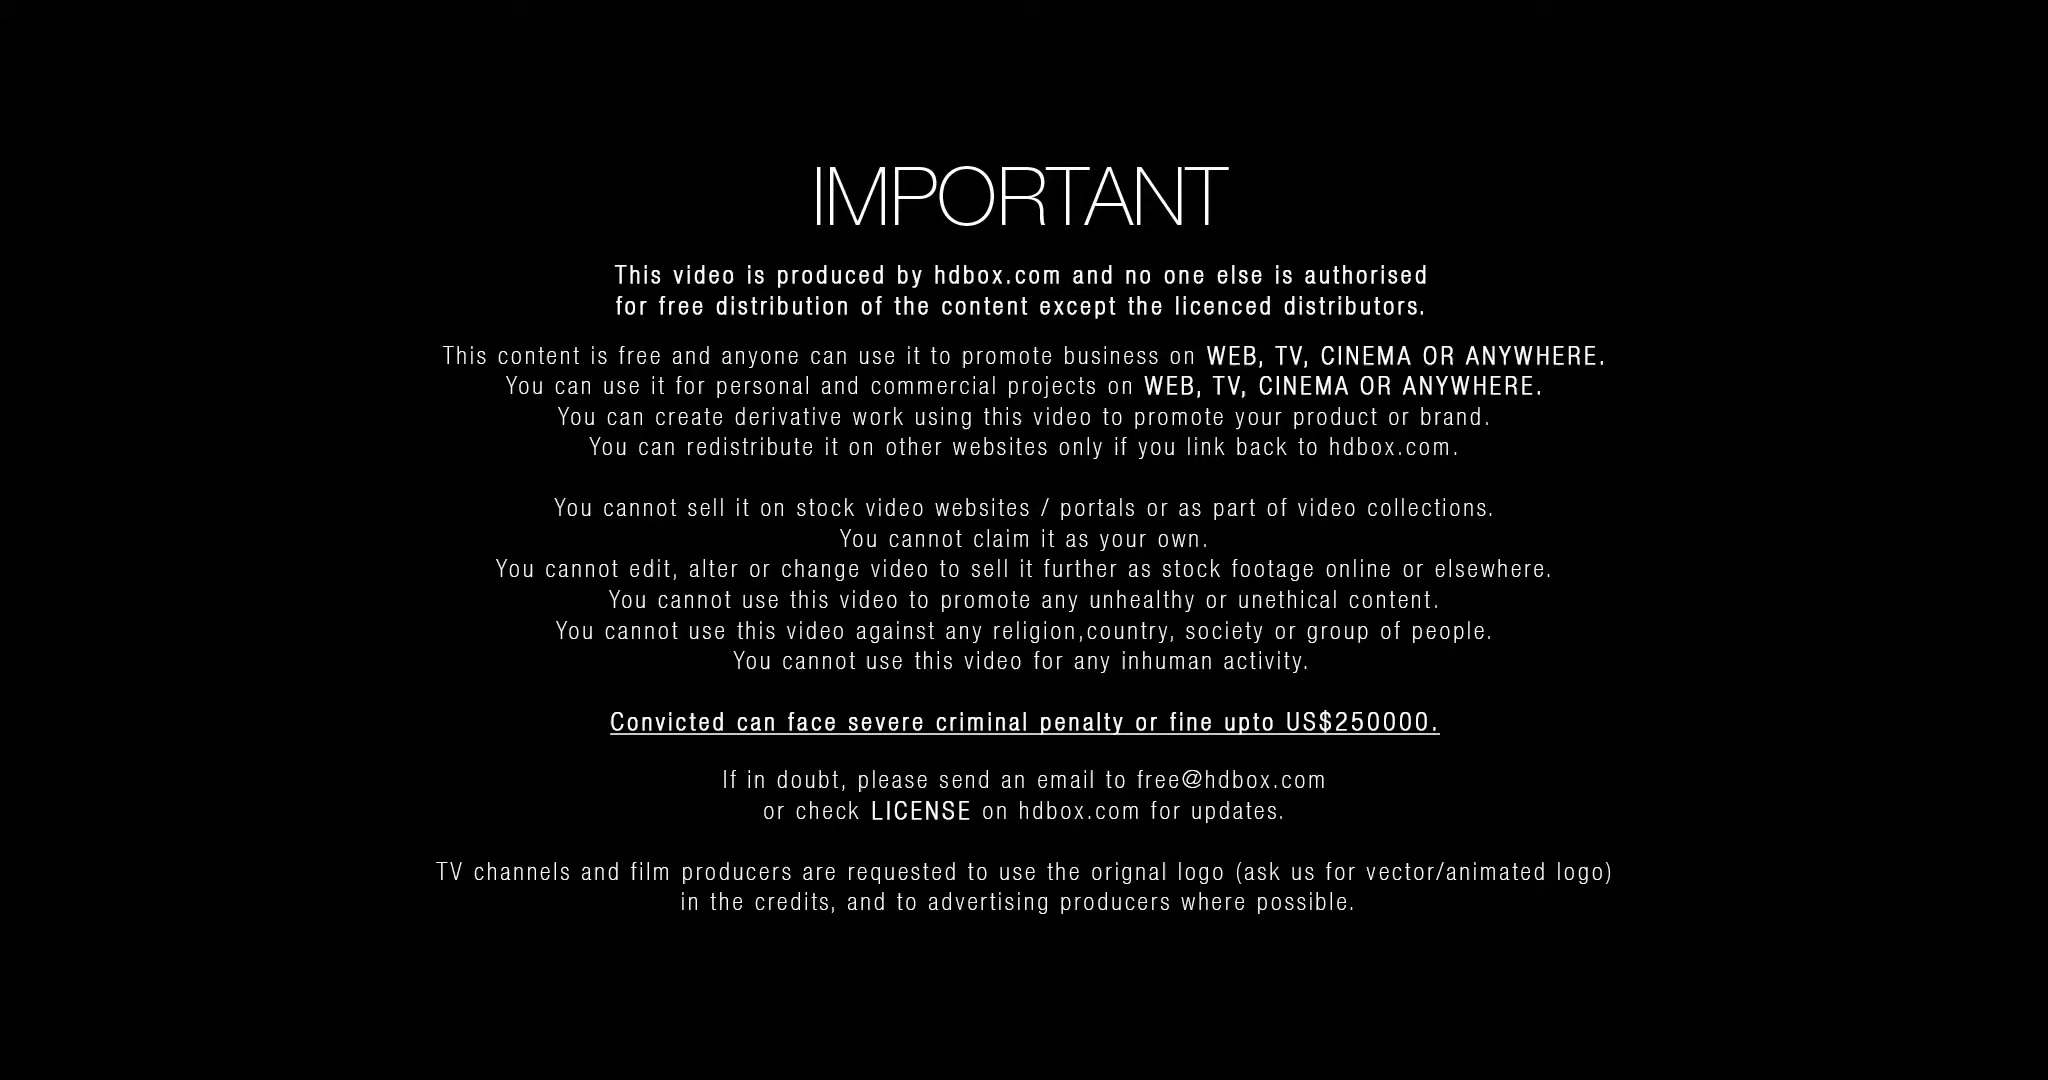 IMPORTANT
This video is produced by hdbox.com and no one else is authorised
for free distribution of the content except the licenced distributors.
This content is free and anyone can use it to promote business on WEB, TV, CINEMA OR ANYWHERE.
You can use it for personal and commercial projects on WEB, TV, CINEMA OR ANYWHERE.
You can create derivative work using this video to promote your product or brand.
You can redistribute it on other websites only if you link back to hdbox.com.
You cannot sell it on stock video websites / portals or as part of video collections.
You cannot claim it as your own.
You cannot edit, alter or change video to sell it further as stock footage online or elsewhere.
You cannot use this video to promote any unhealthy or unethical content.
You cannot use this video against any religion,country, society or group of people.
You cannot use this video for any inhuman activity.
Convicted can face severe criminal penalty or fine upto US$250000.
If in doubt, please send an email to free@hdbox.com
or check LICENSE on hdbox.com for updates.
TV channels and film producers are requested to use the orignal logo (ask us for vector/animated logo)
in the credits, and to advertising producers where possible.